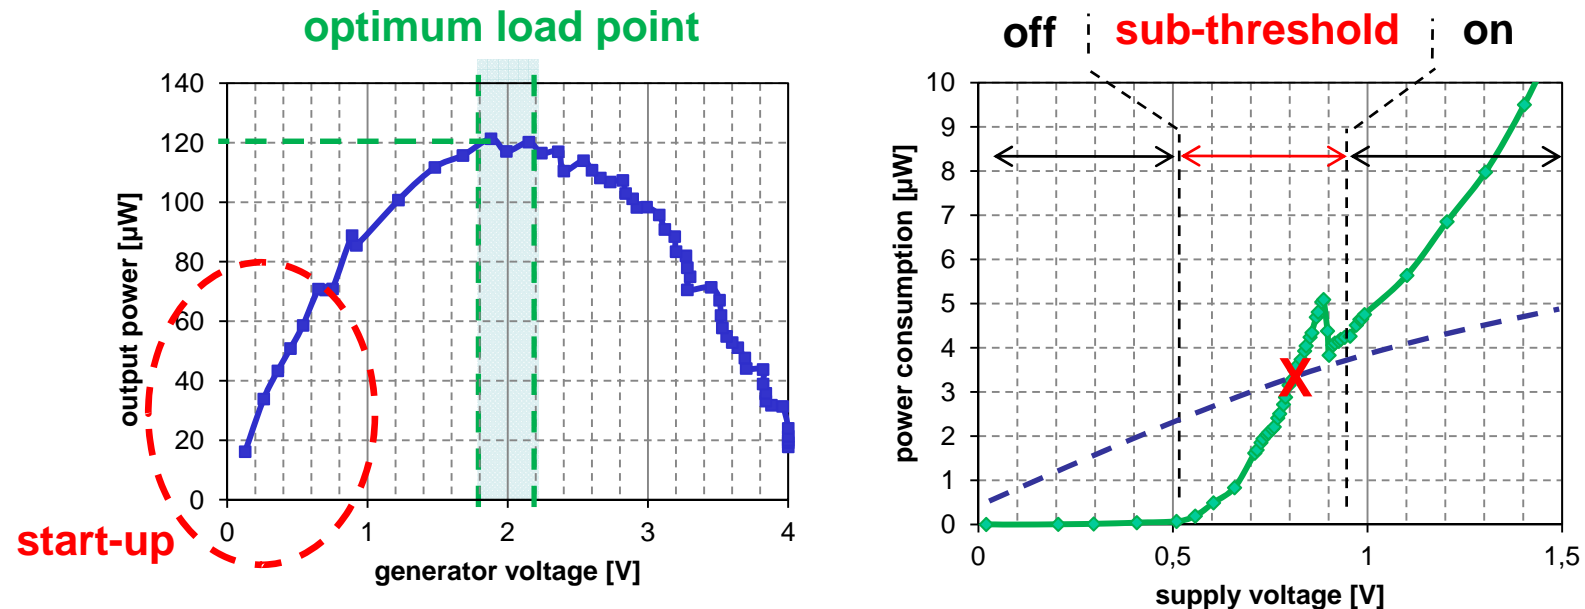 optimum load point
140
120
100
80
60
40
20
0
output power [µW]
0 1 2 3 4
generator voltage [V]
start-up
off sub-threshold on
10
9
8
7
6
5
4
3
2
1
0
power consumption [µW]
X
0 0,5 1 1,5
supply voltage [V]